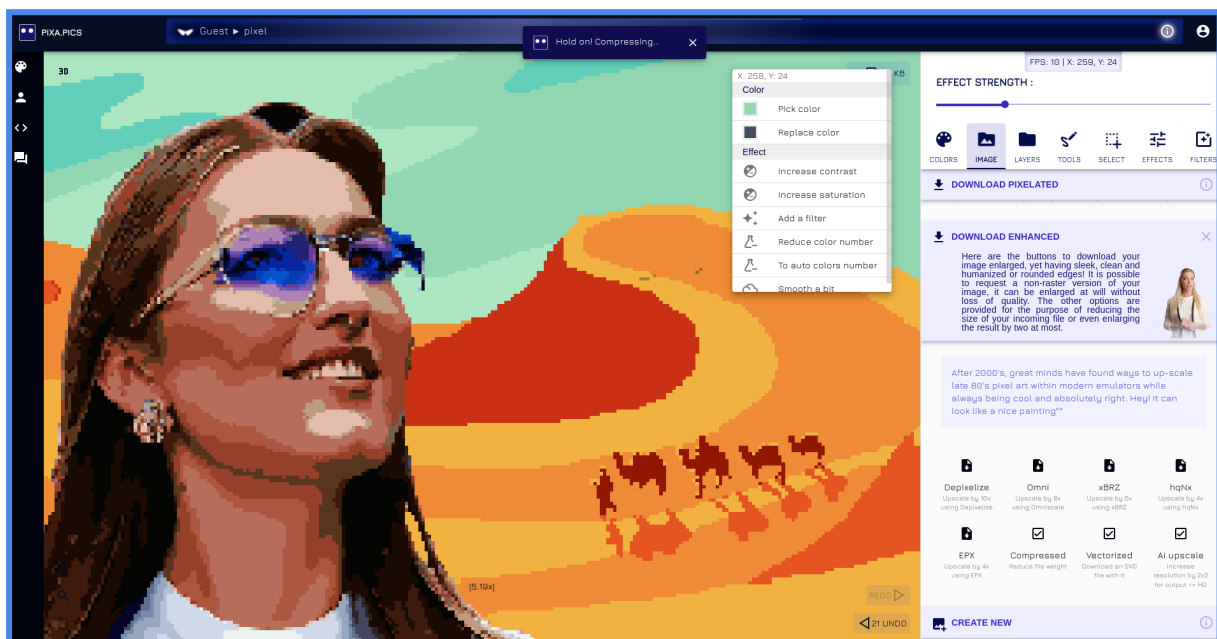 PIXA.PICS
Guest ▸ pixel
Hold on! Compressing...
3D
KB
X: 258, Y: 24
Color
Pick color
Replace color
Effect
Increase contrast
Increase saturation
Add a filter
Reduce color number
To auto colors number
Smooth a bit
[5.19x]
REDO
21 UNDO
FPS: 10 | X: 259, Y: 24
EFFECT STRENGTH :
COLORS
IMAGE
LAYERS
TOOLS
SELECT
EFFECTS
FILTERS
DOWNLOAD PIXELATED
DOWNLOAD ENHANCED
Here are the buttons to download your
image enlarged, yet having sleek, clean and
humanized or rounded edges! It is possible
to request a non-raster version of your
image, it can be enlarged at will without
loss of quality. The other options are
provided for the purpose of reducing the
size of your incoming file or even enlarging
the result by two at most.
After 2000's, great minds have found ways to up-scale
late 80's pixel art within modern emulators while
always being cool and absolutely right. Hey! It can
look like a nice painting^^
Depixelize
Upscale by 10x
using Depixelize
Omni
Upscale by 8x
using Omniscale
xBRZ
Upscale by 6x
using xBRZ
hqNx
Upscale by 4x
using hqNx
EPX
Upscale by 4x
using EPX
Compressed
Reduce file weight
Vectorized
Download an SVG
file with it
AI upscale
Increase
resolution by 2x2
for output <= HD
CREATE NEW